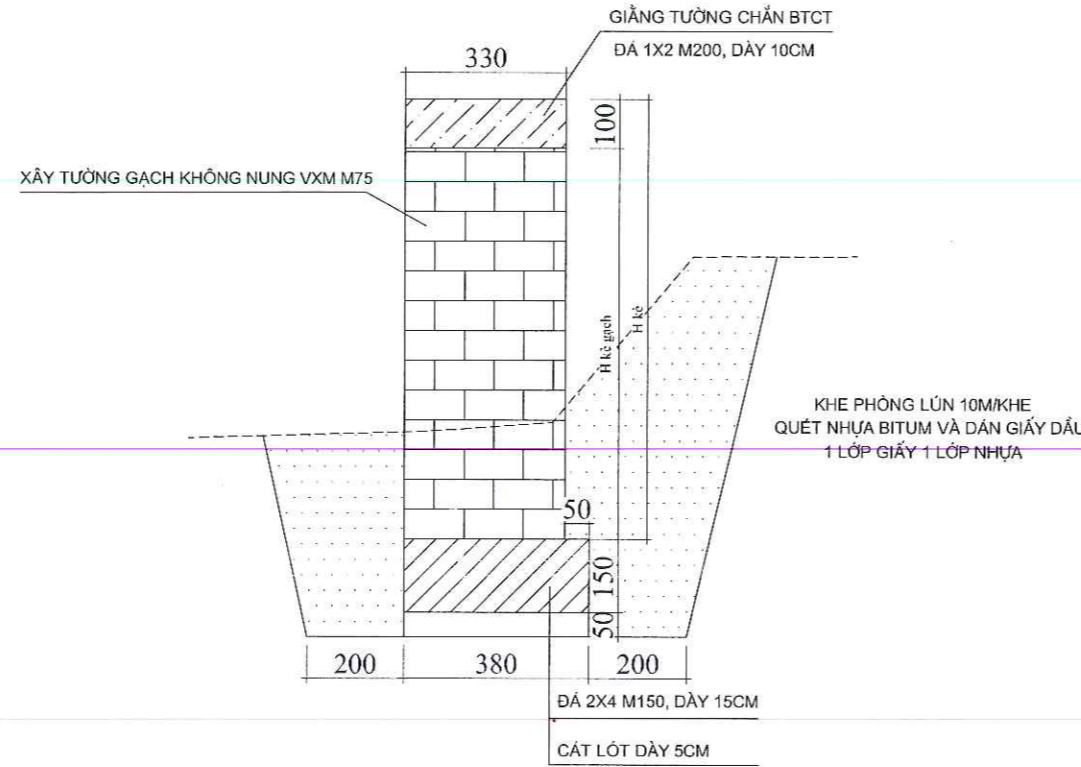 GIẰNG TƯỜNG CHẮN BTCT
ĐÁ 1X2 M200, DÀY 10CM
330
100
XÂY TƯỜNG GẠCH KHÔNG NUNG VXM M75
H kè gạch
H kè
KHE PHÒNG LÚN 10M/KHE
QUÉT NHỰA BITUM VÀ DÁN GIẤY DẦU
1 LỚP GIẤY 1 LỚP NHỰA
50
150
50
200
380
200
ĐÁ 2X4 M150, DÀY 15CM
CÁT LÓT DÀY 5CM